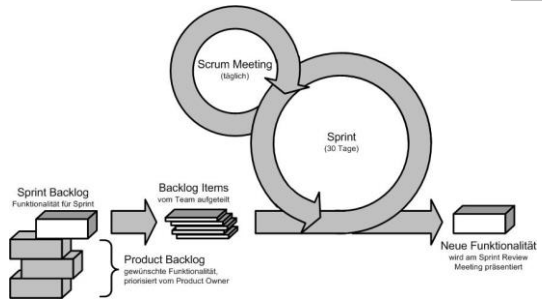 Scrum Meeting
(täglich)
Sprint
(30 Tage)
Sprint Backlog
Funktionalität für Sprint
Backlog Items
vom Team aufgeteilt
Product Backlog
gewünschte Funktionalität,
priorisiert vom Product Owner
Neue Funktionalität
wird am Sprint Review
Meeting präsentiert